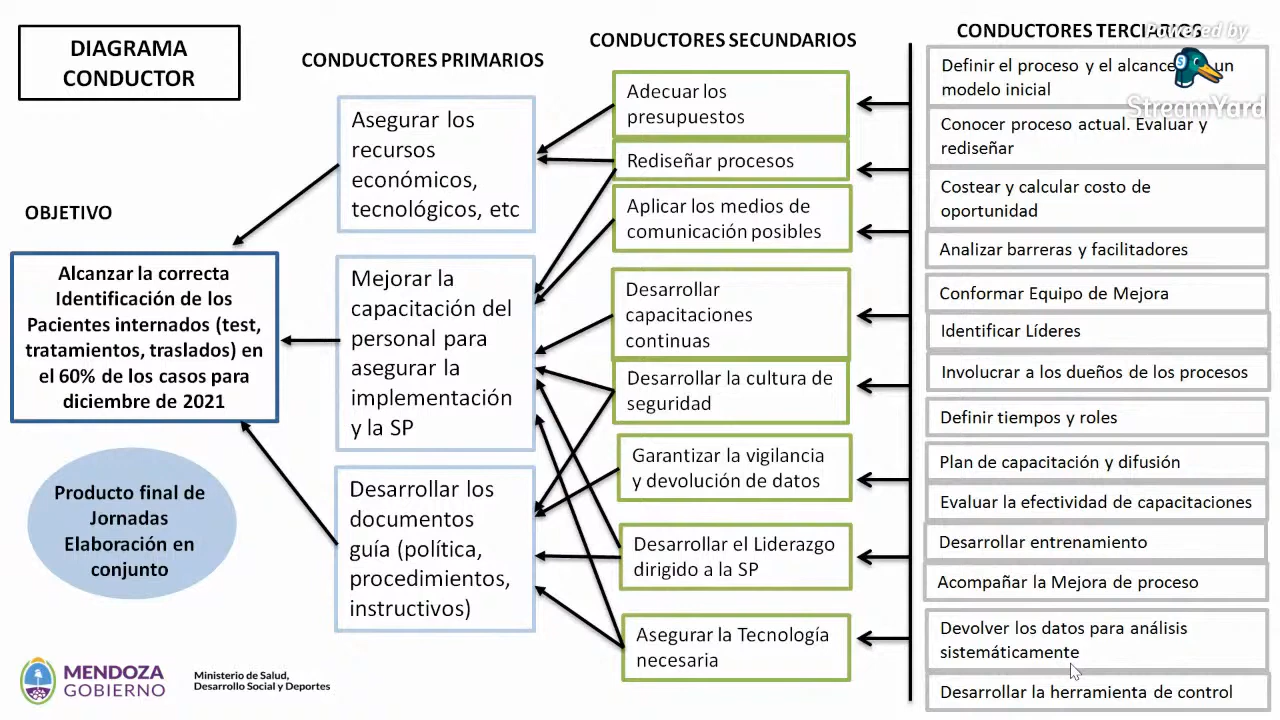 DIAGRAMA
CONDUCTOR
CONDUCTORES PRIMARIOS
CONDUCTORES SECUNDARIOS
CONDUCTORES TERCIARIOS
Powered by
StreamYard
OBJETIVO
Alcanzar la correcta
Identificación de los
Pacientes internados (test,
tratamientos, traslados) en
el 60% de los casos para
diciembre de 2021
Producto final de
Jornadas
Elaboración en
conjunto
Asegurar los
recursos
económicos,
tecnológicos, etc
Mejorar la
capacitación del
personal para
asegurar la
implementación
y la SP
Desarrollar los
documentos
guía (política,
procedimientos,
instructivos)
Adecuar los
presupuestos
Rediseñar procesos
Aplicar los medios de
comunicación posibles
Desarrollar
capacitaciones
continuas
Desarrollar la cultura de
seguridad
Garantizar la vigilancia
y devolución de datos
Desarrollar el Liderazgo
dirigido a la SP
Asegurar la Tecnología
necesaria
Definir el proceso y el alcance un
modelo inicial
Conocer proceso actual. Evaluar y
rediseñar
Costear y calcular costo de
oportunidad
Analizar barreras y facilitadores
Conformar Equipo de Mejora
Identificar Líderes
Involucrar a los dueños de los procesos
Definir tiempos y roles
Plan de capacitación y difusión
Evaluar la efectividad de capacitaciones
Desarrollar entrenamiento
Acompañar la Mejora de proceso
Devolver los datos para análisis
sistemáticamente
Desarrollar la herramienta de control
MENDOZA
GOBIERNO
Ministerio de Salud,
Desarrollo Social y Deportes